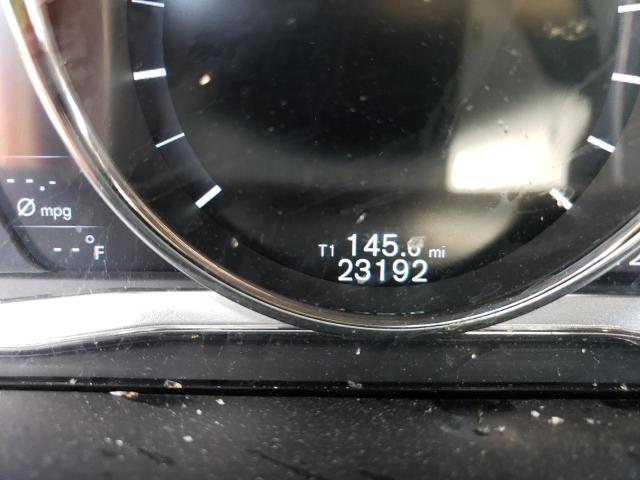 --.-
Ø mpg
--°F
T1 145.6 mi
23192